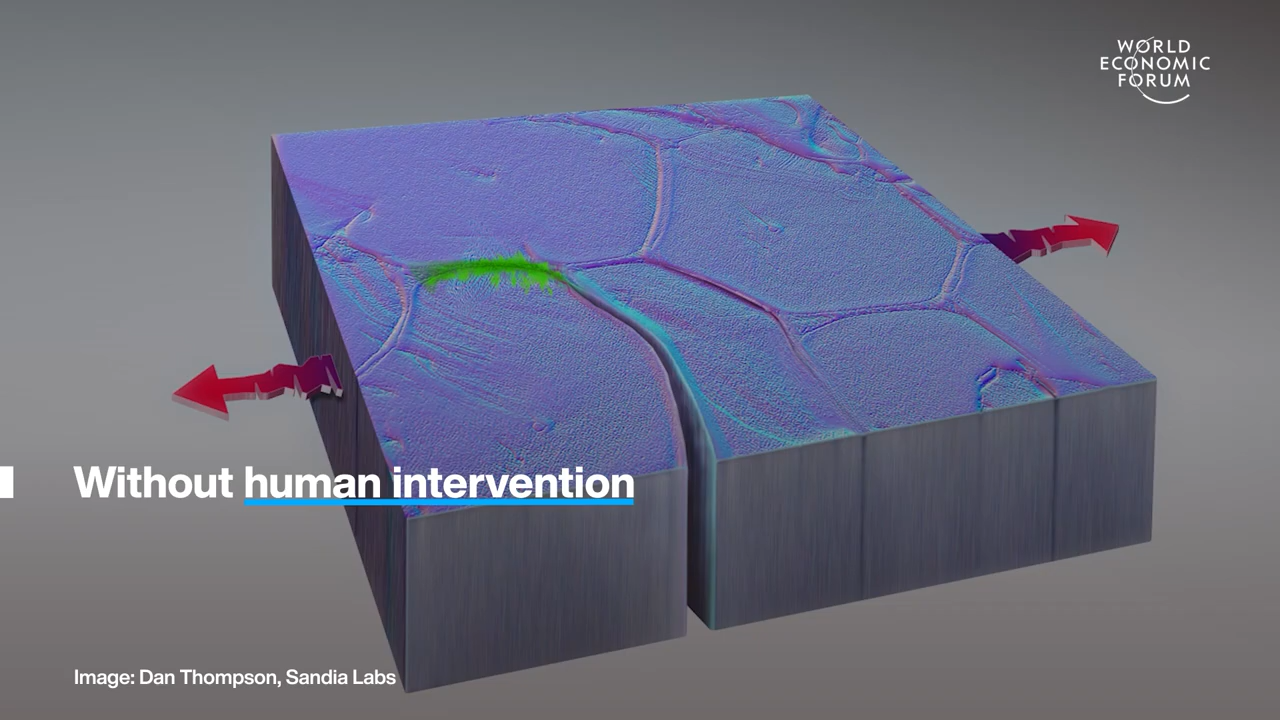 WORLD
ECONOMIC
FORUM
Without human intervention
Image: Dan Thompson, Sandia Labs